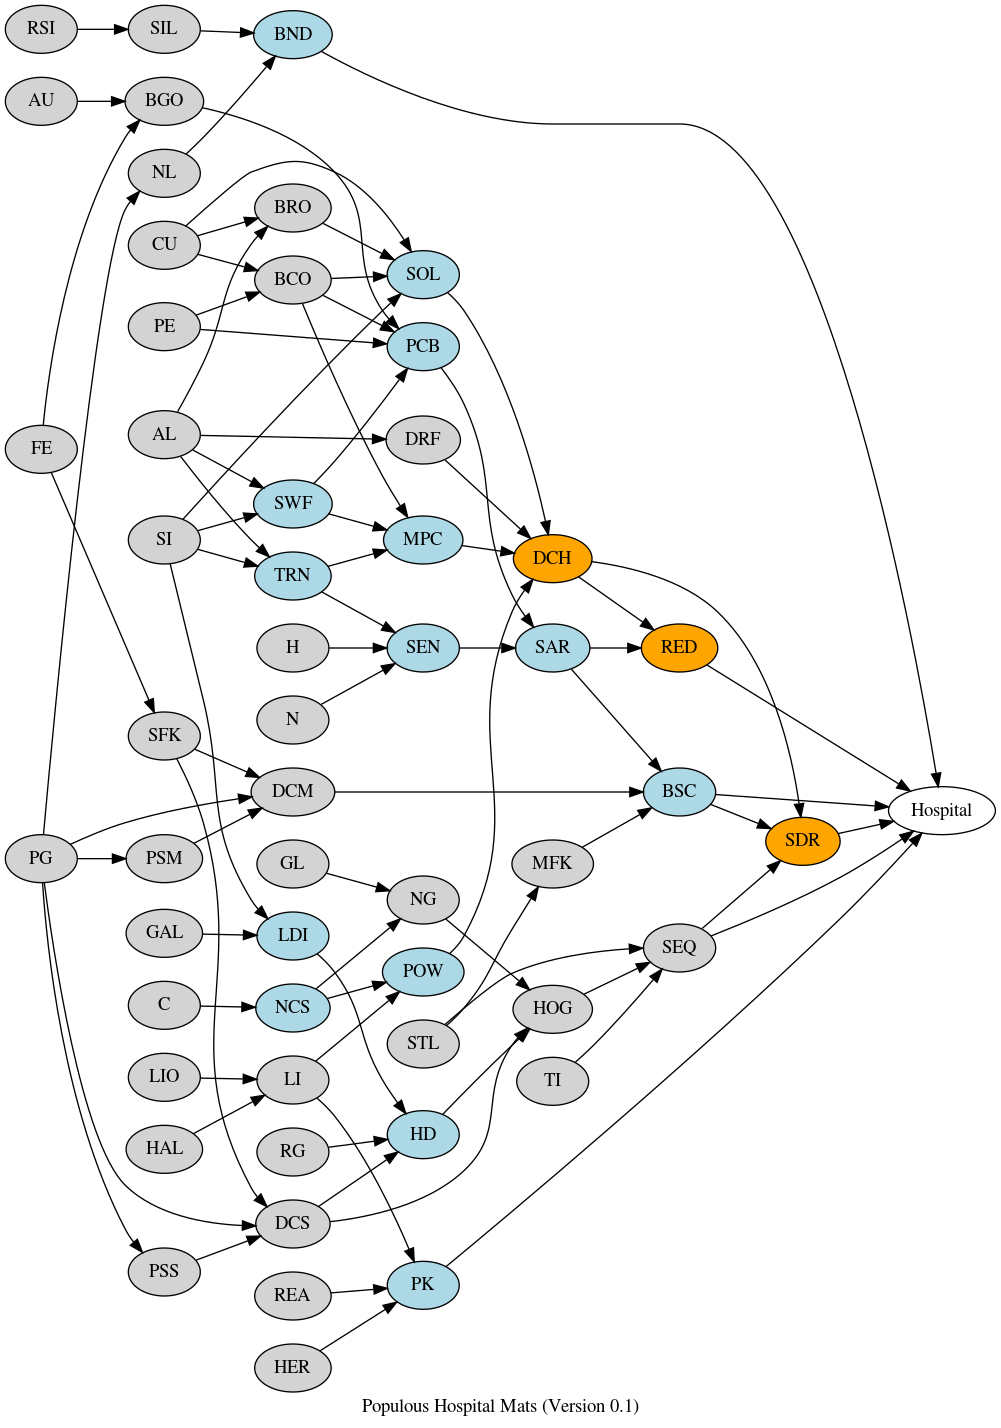 RSI
SIL
BND
AU
BGO
NL
BRO
CU
SOL
BCO
PE
PCB
AL
DRF
FE
SWF
SI
MPC
DCH
TRN
H
SEN
SAR
RED
N
SFK
DCM
BSC
Hospital
SDR
PG
PSM
GL
MFK
NG
GAL
LDI
SEQ
POW
C
NCS
HOG
STL
LIO
LI
TI
HD
HAL
RG
DCS
PSS
PK
REA
HER
Populous Hospital Mats (Version 0.1)